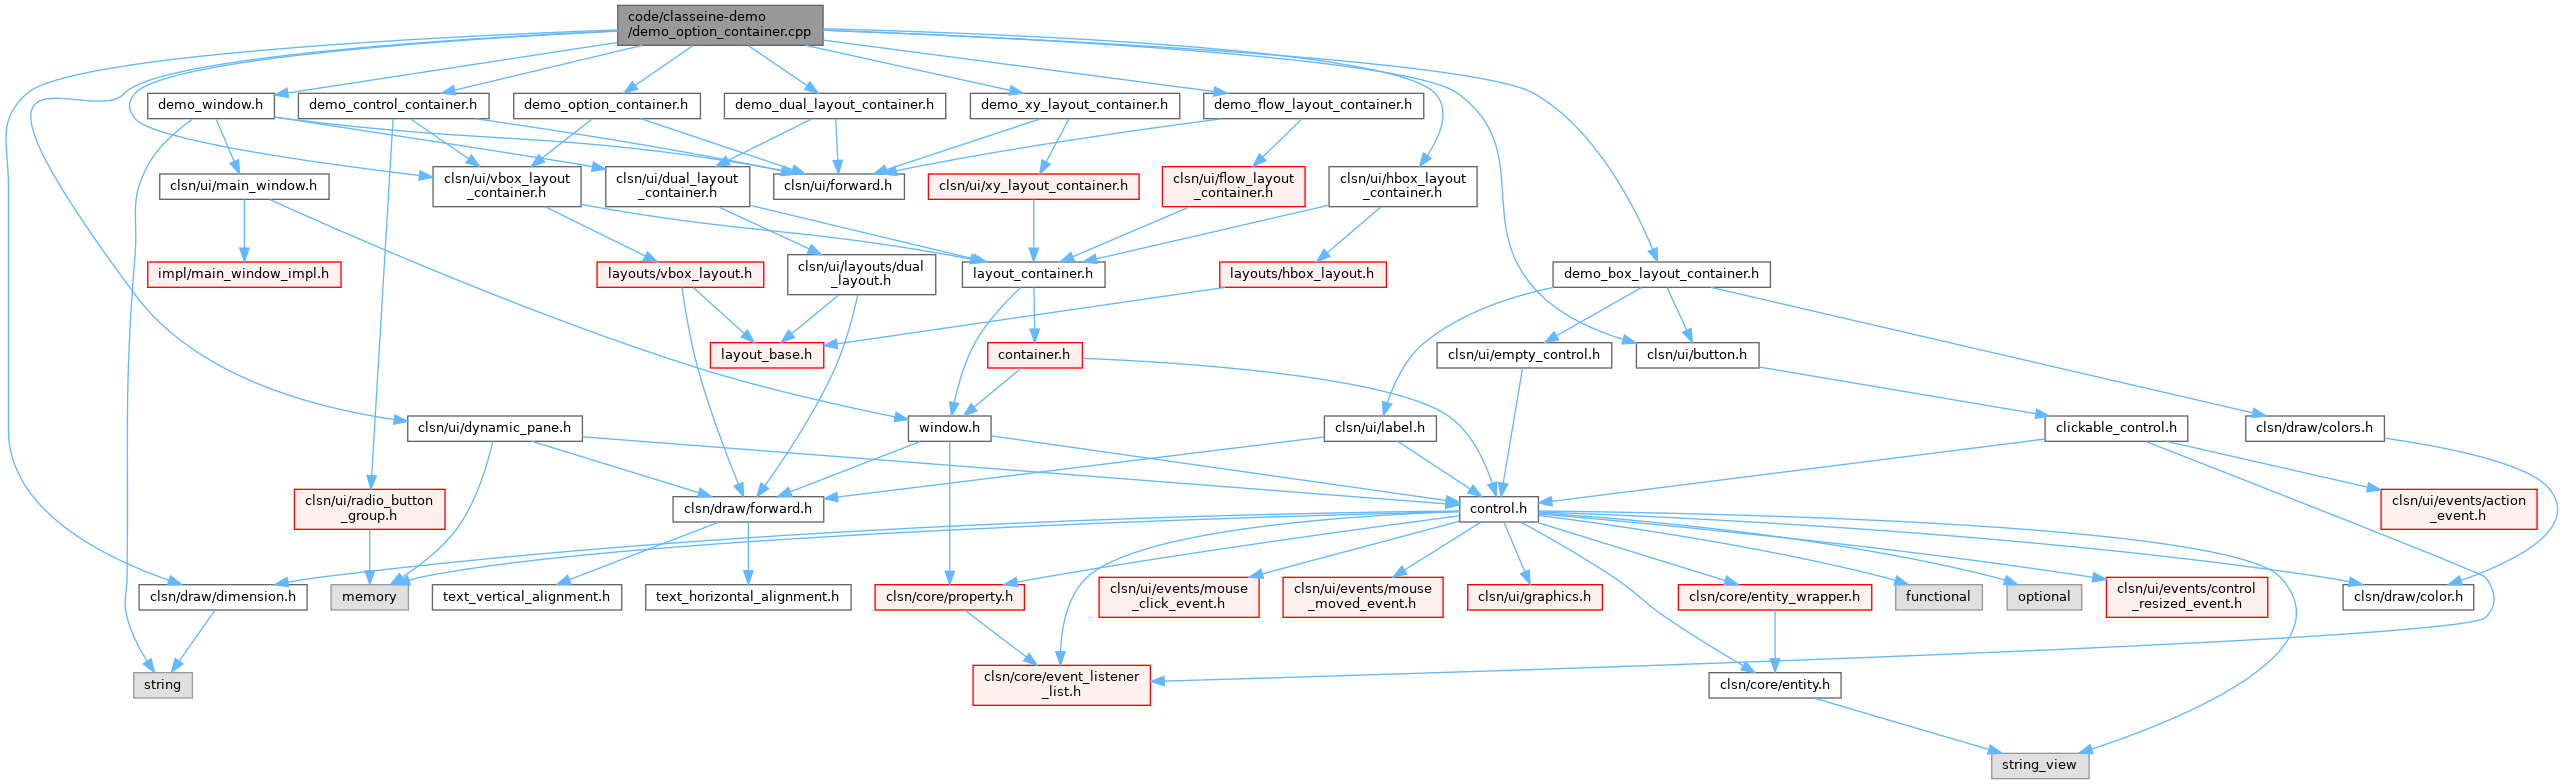 code/classeine-demo
/demo_option_container.cpp
demo_window.h
demo_control_container.h
demo_option_container.h
demo_dual_layout_container.h
demo_xy_layout_container.h
demo_flow_layout_container.h
clsn/ui/main_window.h
clsn/ui/vbox_layout
_container.h
clsn/ui/dual_layout
_container.h
clsn/ui/forward.h
clsn/ui/xy_layout_container.h
clsn/ui/flow_layout
_container.h
clsn/ui/hbox_layout
_container.h
impl/main_window_impl.h
layouts/vbox_layout.h
clsn/ui/layouts/dual
_layout.h
layout_container.h
layouts/hbox_layout.h
demo_box_layout_container.h
layout_base.h
container.h
clsn/ui/empty_control.h
clsn/ui/button.h
clsn/ui/dynamic_pane.h
window.h
clsn/ui/label.h
clickable_control.h
clsn/draw/colors.h
clsn/ui/radio_button
_group.h
clsn/draw/forward.h
control.h
clsn/ui/events/action
_event.h
clsn/draw/dimension.h
memory
text_vertical_alignment.h
text_horizontal_alignment.h
clsn/core/property.h
clsn/ui/events/mouse
_click_event.h
clsn/ui/events/mouse
_moved_event.h
clsn/ui/graphics.h
clsn/core/entity_wrapper.h
functional
optional
clsn/ui/events/control
_resized_event.h
clsn/draw/color.h
string
clsn/core/event_listener
_list.h
clsn/core/entity.h
string_view